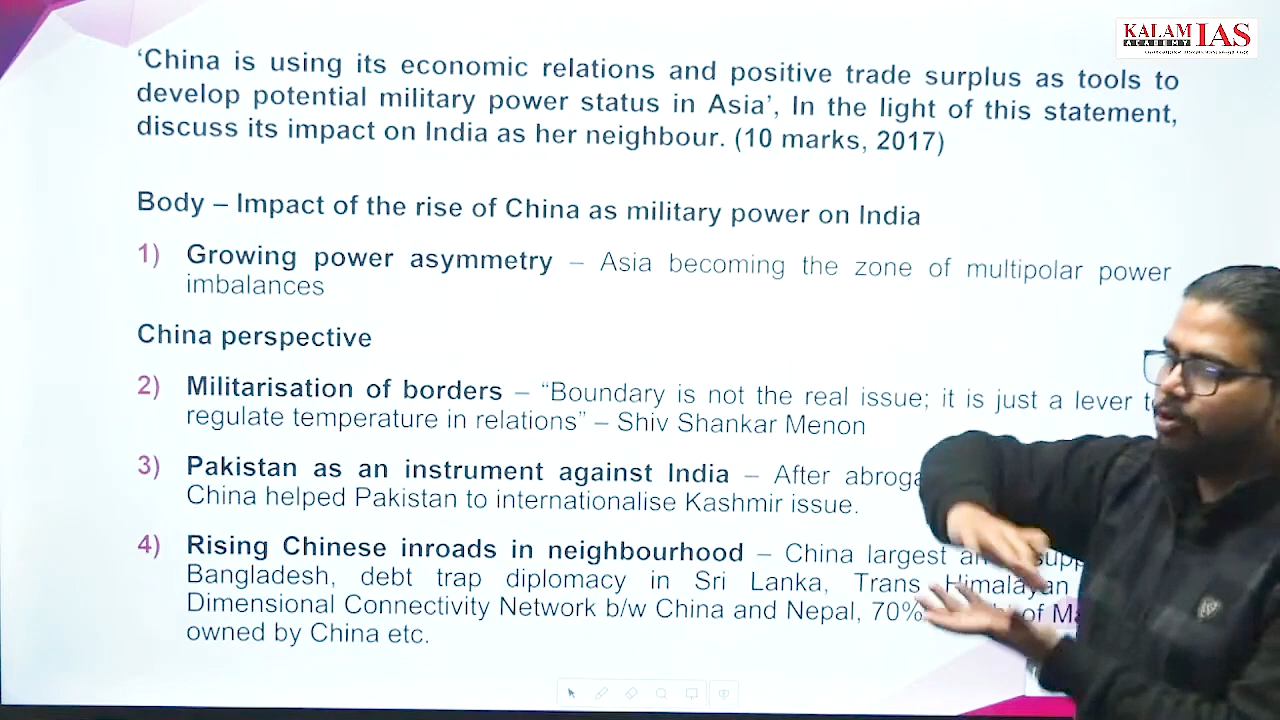 KALAM IAS
ACADEMY
‘China is using its economic relations and positive trade surplus as tools to
develop potential military power status in Asia’, In the light of this statement,
discuss its impact on India as her neighbour. (10 marks, 2017)
Body – Impact of the rise of China as military power on India
1) Growing power asymmetry – Asia becoming the zone of multipolar power
imbalances
China perspective
2) Militarisation of borders – “Boundary is not the real issue; it is just a lever
regulate temperature in relations” – Shiv Shankar Menon
3) Pakistan as an instrument against India – After
China helped Pakistan to internationalise Kashmir issue.
4) Rising Chinese inroads in neighbourhood – China largest
Bangladesh, debt trap diplomacy in Sri Lanka, Trans Himalayan
Dimensional Connectivity Network b/w China and Nepal, 70% of
owned by China etc.